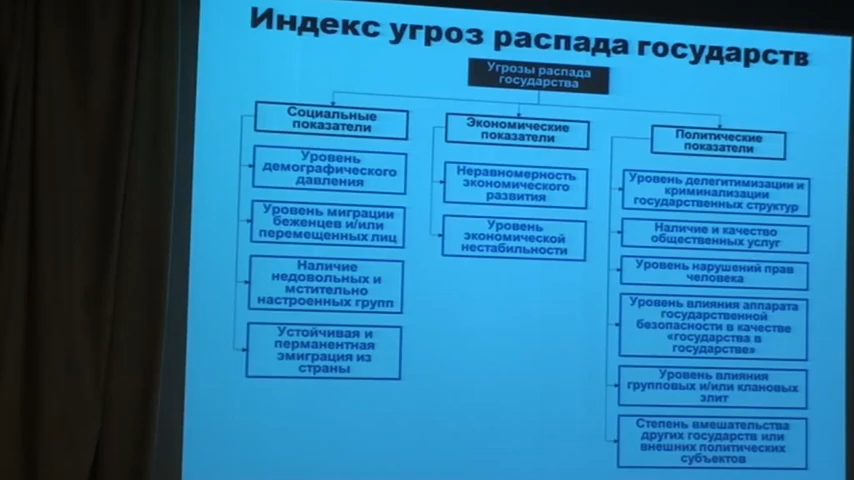 Индекс угроз распада государств
Угрозы распада
государства
Социальные
показатели
Уровень
демографического
давления
Уровень миграции
беженцев и/или
перемещенных лиц
Наличие
недовольных и
мстительно
настроенных групп
Устойчивая и
перманентная
эмиграция из
страны
Экономические
показатели
Неравномерность
экономического
развития
Уровень
экономической
нестабильности
Политические
показатели
Уровень делегитимизации и
криминализации
государственных структур
Наличие и качество
общественных услуг
Уровень нарушений прав
человека
Уровень влияния аппарата
государственной
безопасности в качестве
«государства в
государстве»
Уровень влияния
групповых и/или клановых
элит
Степень вмешательства
других государств или
внешних политических
субъектов